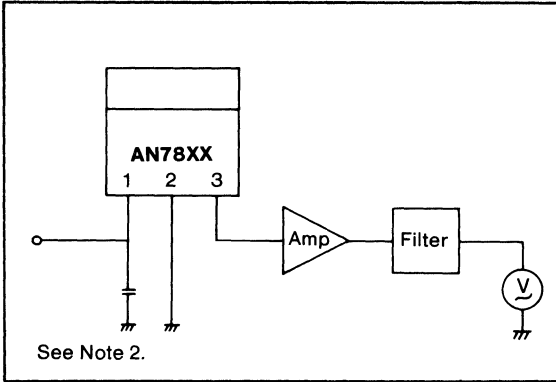 AN78XX
1 2 3
Amp
Filter
V
See Note 2.